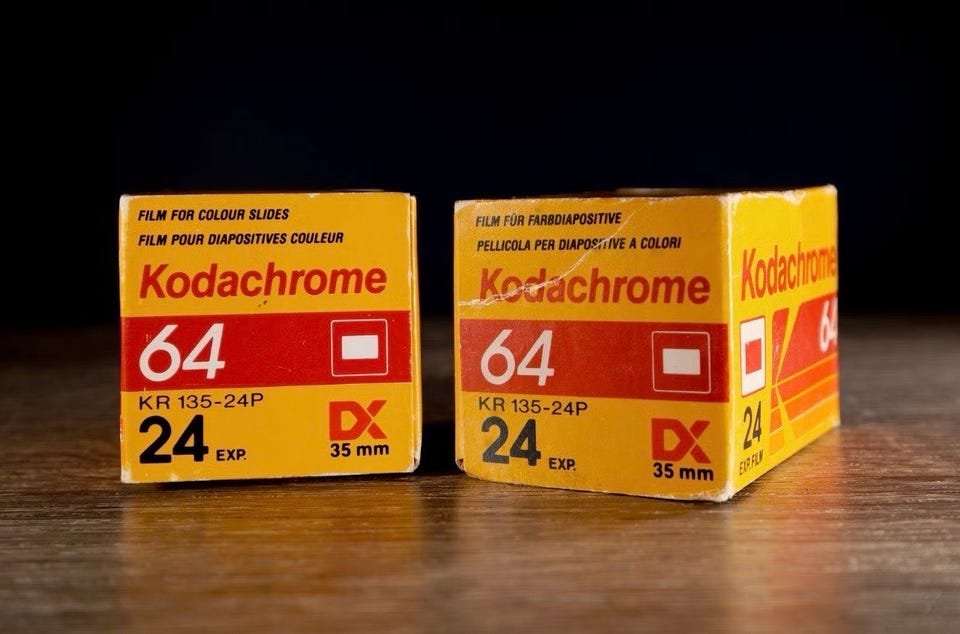 FILM FOR COLOUR SLIDES
FILM POUR DIAPOSITIVES COULEUR
Kodachrome
64
KR 135-24P
24 EXP.
DX
35 mm
FILM FÜR FARBDIAPOSITIVE
PELLICOLA PER DIAPOSITIVE A COLORI
Kodachrome
64
KR 135-24P
24 EXP.
DX
35 mm
Kodachrome
64
24
EXP. FILM